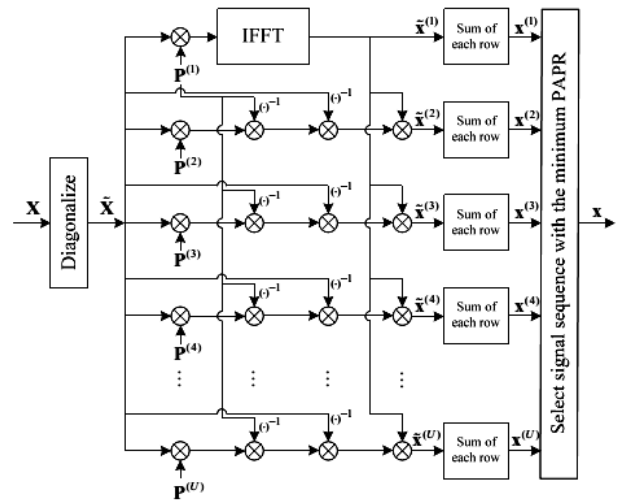 IFFT
x̃⁽¹⁾
Sum of
each row
x⁽¹⁾
P⁽¹⁾
(·)⁻¹
(·)⁻¹
x̃⁽²⁾
Sum of
each row
x⁽²⁾
P⁽²⁾
(·)⁻¹
(·)⁻¹
x̃⁽³⁾
Sum of
each row
x⁽³⁾
X
Diagonalize
X̃
P⁽³⁾
(·)⁻¹
(·)⁻¹
x̃⁽⁴⁾
Sum of
each row
x⁽⁴⁾
P⁽⁴⁾
⋮ ⋮ ⋮ ⋮
(·)⁻¹
(·)⁻¹
x̃⁽ᵁ⁾
Sum of
each row
x⁽ᵁ⁾
P⁽ᵁ⁾
Select signal sequence with the minimum PAPR
x